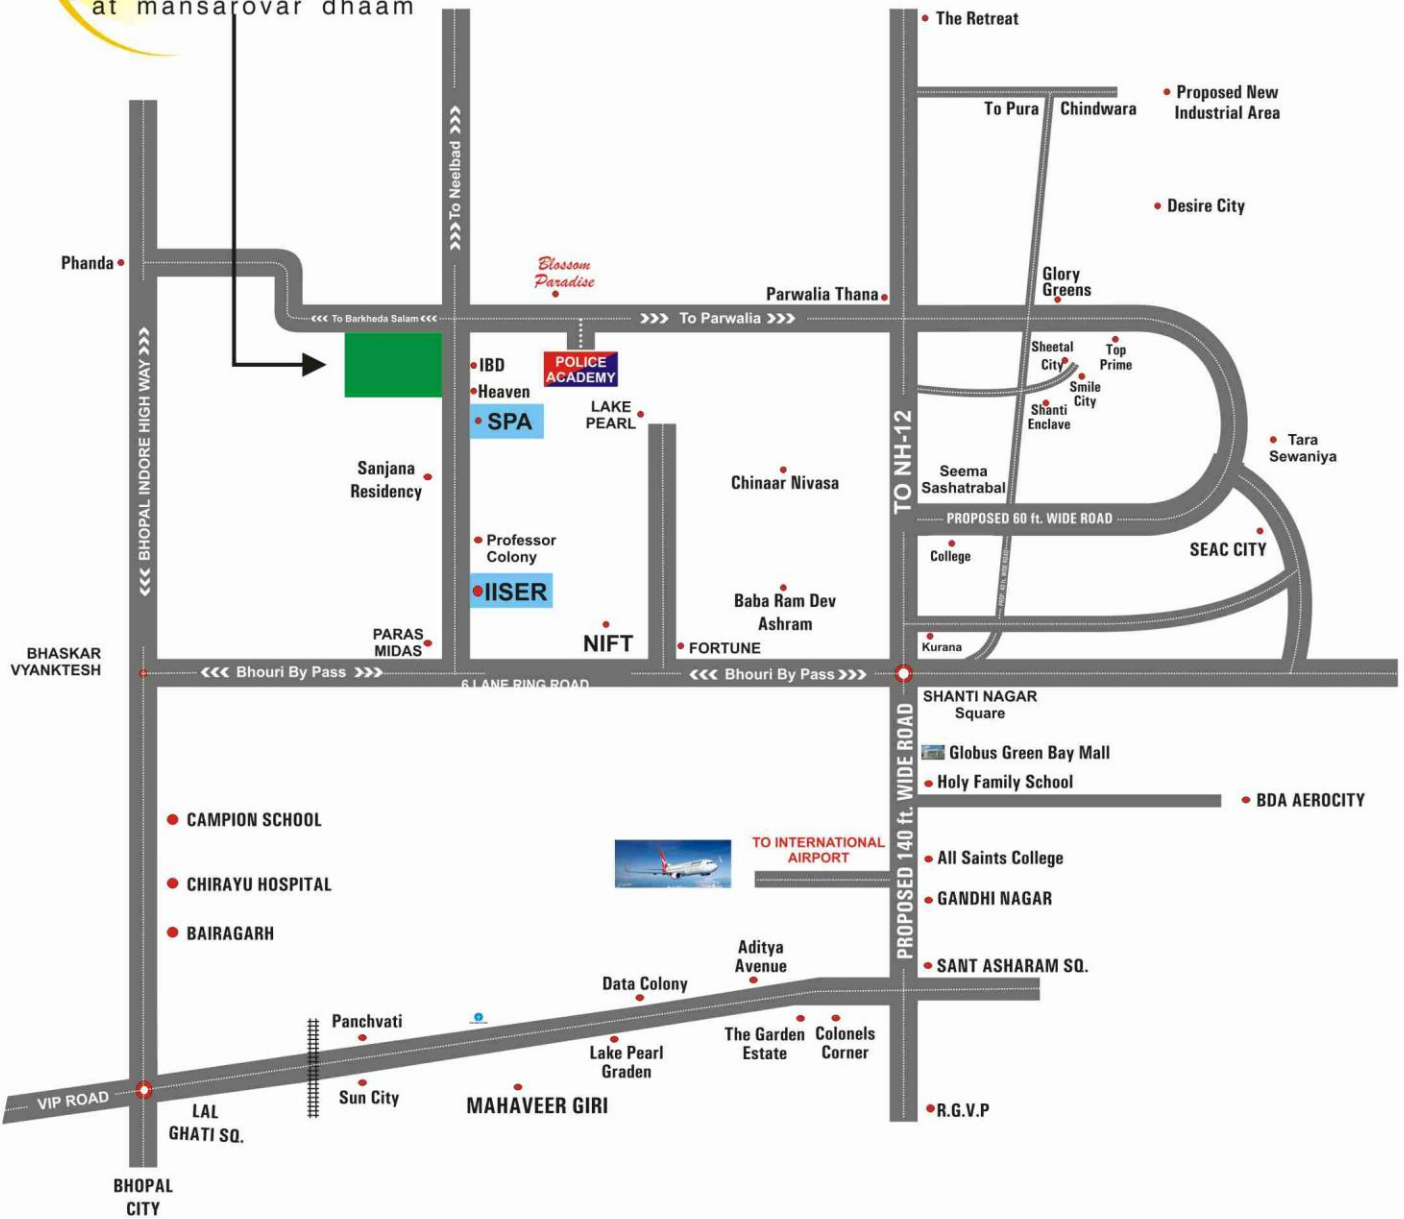 at mansarovar dhaam
The Retreat
To Pura
Chindwara
Proposed New
Industrial Area
Desire City
>>>To Neelbad >>>
Phanda
Blossom
Paradise
Parwalia Thana
Glory
Greens
<<< To Barkheda Salam <<<
>>> To Parwalia >>>
IBD
Heaven
POLICE
ACADEMY
SPA
LAKE
PEARL
Sheetal
City
Top
Prime
Smile
City
Shanti
Enclave
<<< BHOPAL INDORE HIGH WAY >>>
TO NH-12
Tara
Sewaniya
Sanjana
Residency
Chinaar Nivasa
Seema
Sashatrabal
PROPOSED 60 ft. WIDE ROAD
College
SEAC CITY
Professor
Colony
IISER
PROP. 40 ft. WIDE ROAD
Baba Ram Dev
Ashram
PARAS
MIDAS
NIFT
FORTUNE
Kurana
BHASKAR
VYANKTESH
<<< Bhouri By Pass >>>
6 LANE RING ROAD
<<< Bhouri By Pass >>>
SHANTI NAGAR
Square
PROPOSED 140 ft. WIDE ROAD
Globus Green Bay Mall
Holy Family School
BDA AEROCITY
CAMPION SCHOOL
TO INTERNATIONAL
AIRPORT
All Saints College
CHIRAYU HOSPITAL
GANDHI NAGAR
BAIRAGARH
Aditya
Avenue
SANT ASHARAM SQ.
Data Colony
Panchvati
The Garden
Estate
Colonels
Corner
Lake Pearl
Graden
Sun City
MAHAVEER GIRI
VIP ROAD
LAL
GHATI SQ.
R.G.V.P
BHOPAL
CITY